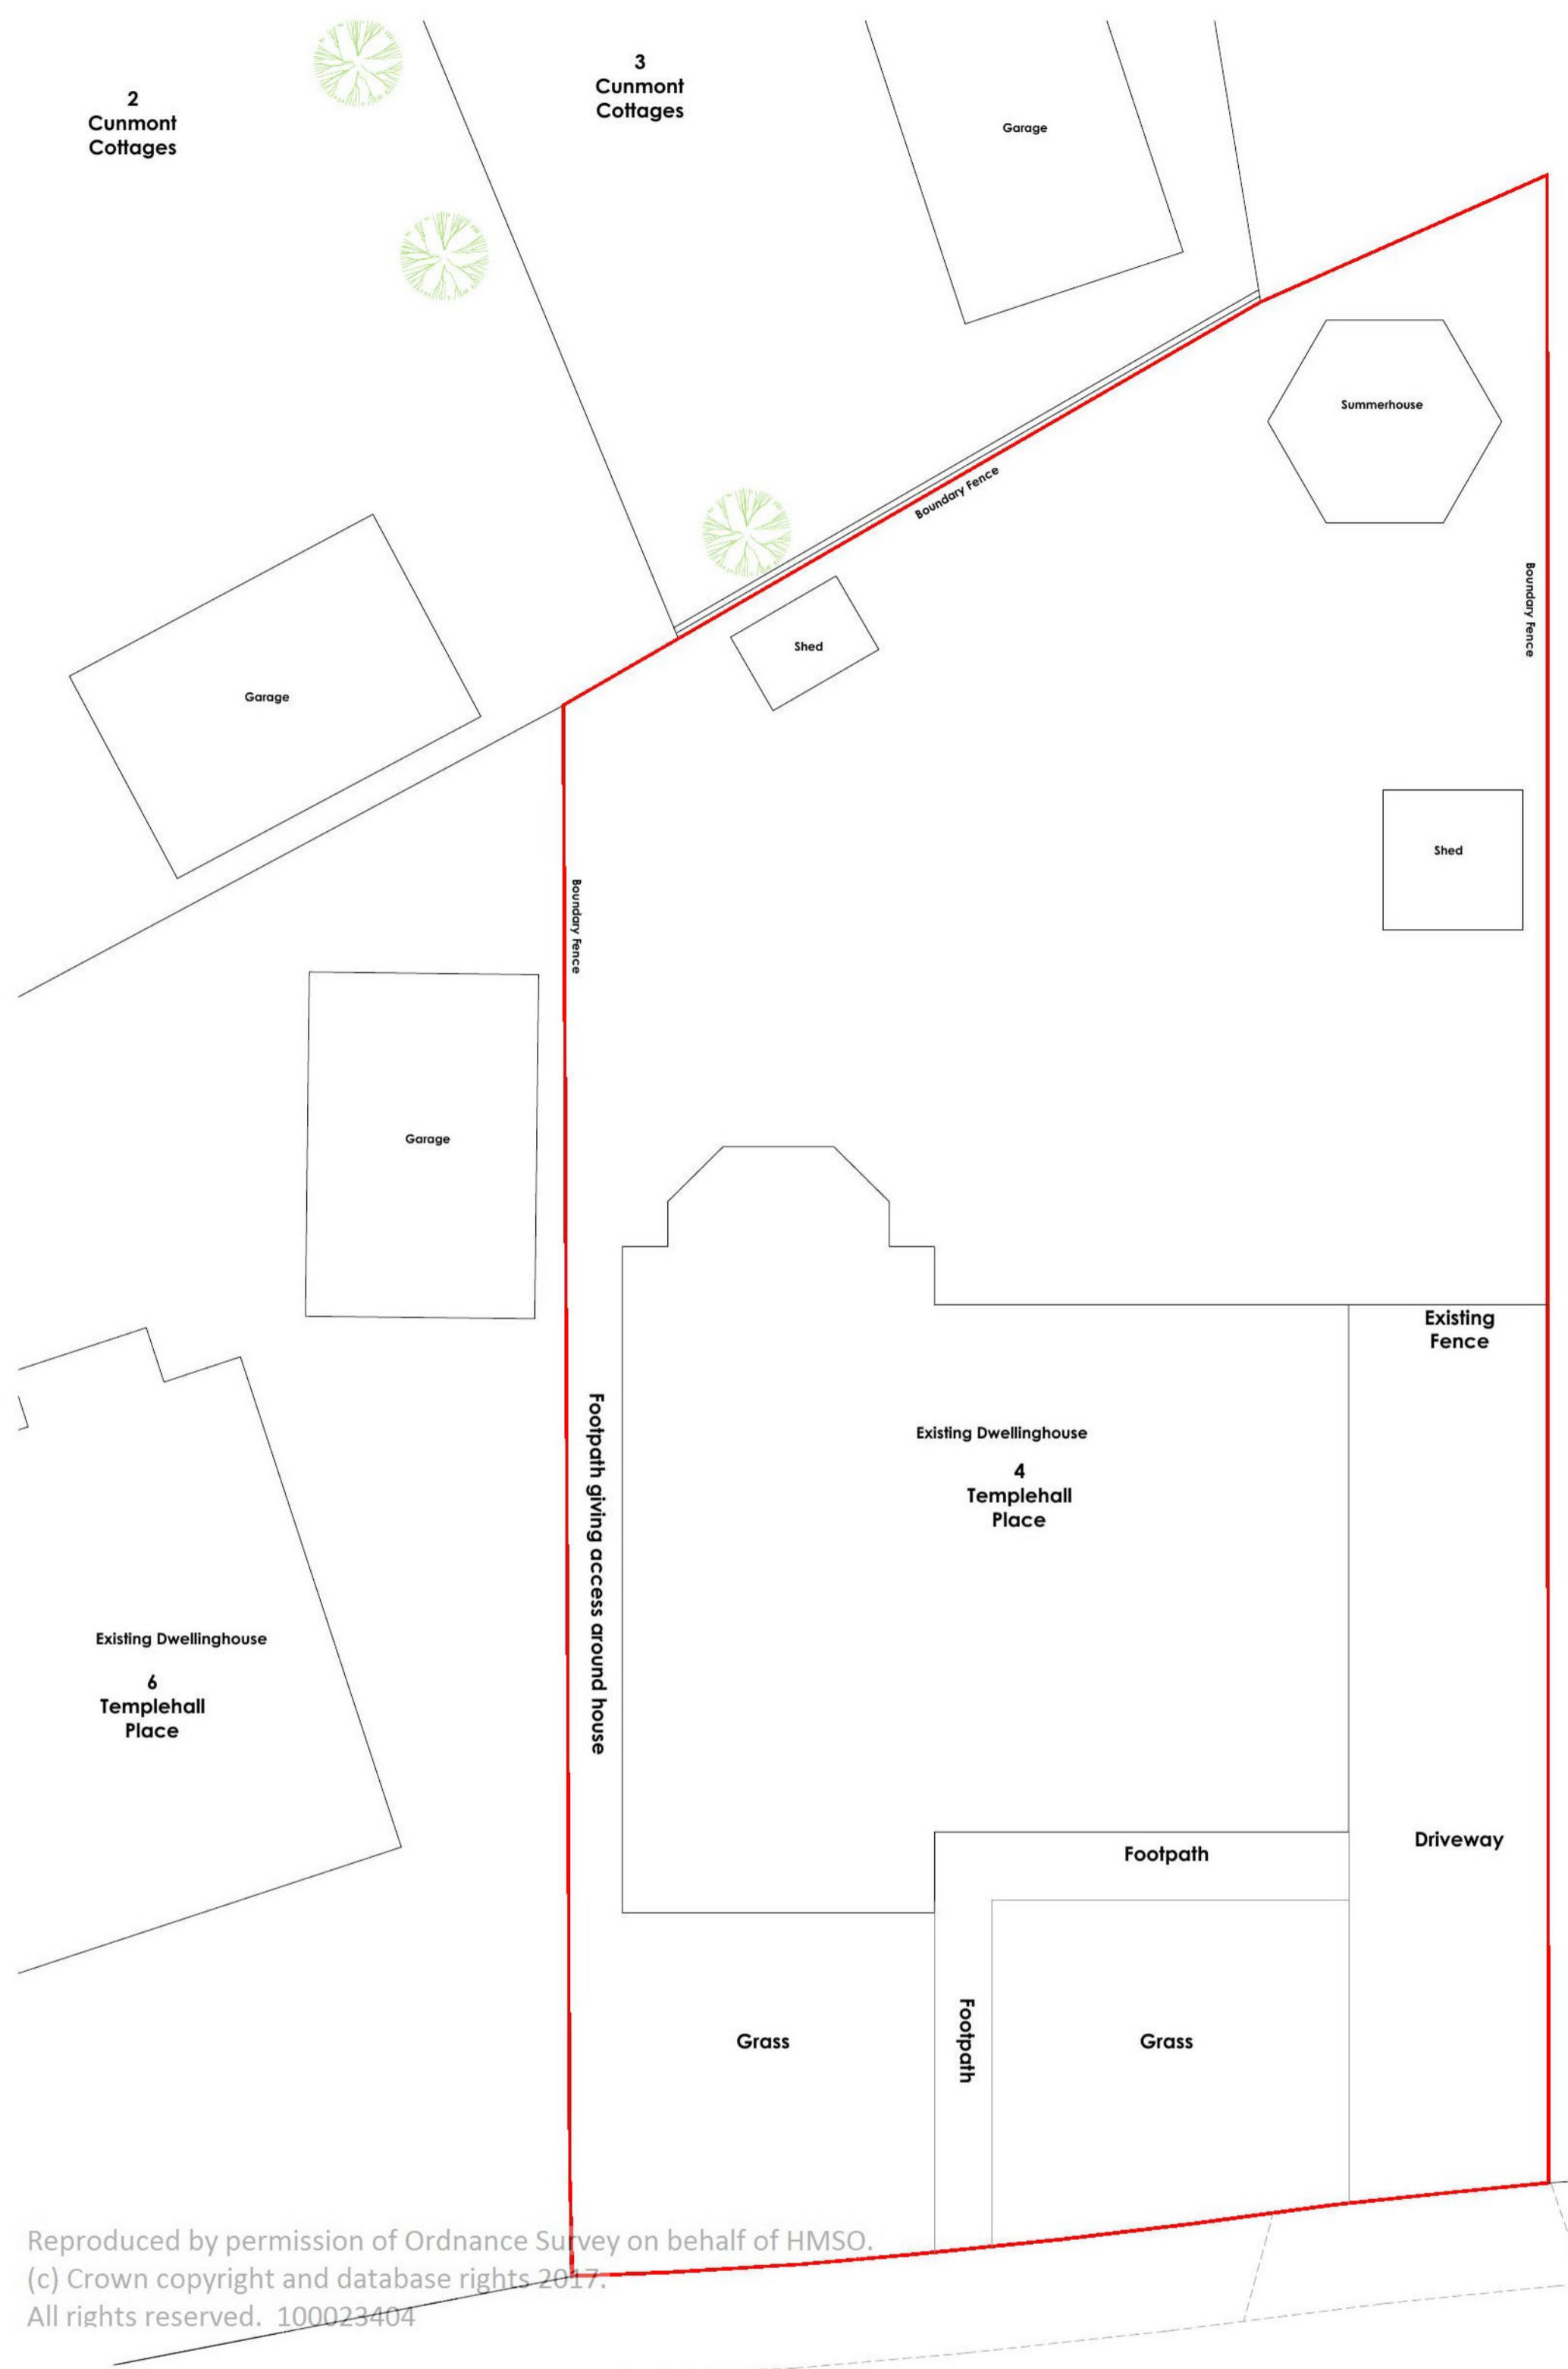 2
Cunmont
Cottages
3
Cunmont
Cottages
Garage
Summerhouse
Boundary Fence
Boundary Fence
Shed
Garage
Shed
Boundary Fence
Garage
Existing
Fence
Footpath giving access around house
Existing Dwellinghouse
4
Templehall
Place
Existing Dwellinghouse
6
Templehall
Place
Driveway
Footpath
Footpath
Grass
Grass
Reproduced by permission of Ordnance Survey on behalf of HMSO.
(c) Crown copyright and database rights 2017.
All rights reserved. 100023404